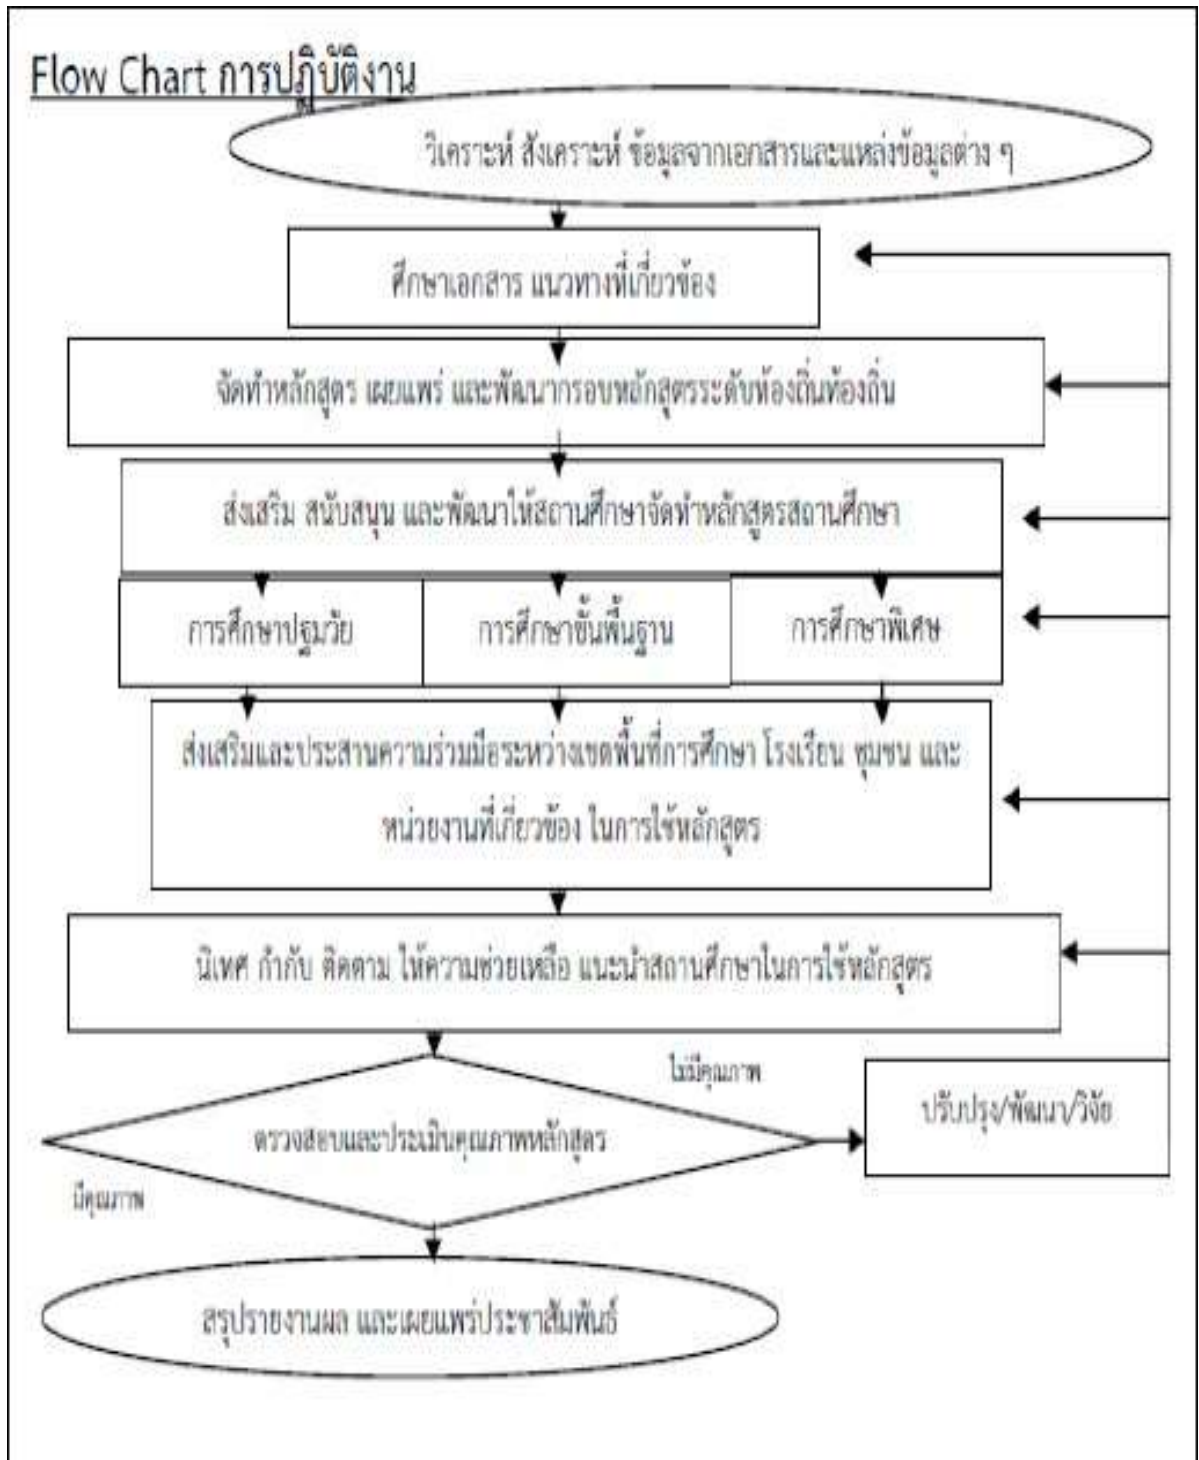 Flow Chart การปฏิบัติงาน
วิเคราะห์ สังเคราะห์ ข้อมูลจากเอกสารและแหล่งข้อมูลต่าง ๆ
ศึกษาเอกสาร แนวทางที่เกี่ยวข้อง
จัดทำหลักสูตร เผยแพร่ และพัฒนากรอบหลักสูตรระดับท้องถิ่นท้องถิ่น
ส่งเสริม สนับสนุน และพัฒนาให้สถานศึกษาจัดทำหลักสูตรสถานศึกษา
การศึกษาปฐมวัย
การศึกษาขั้นพื้นฐาน
การศึกษาพิเศษ
ส่งเสริมและประสานความร่วมมือระหว่างเขตพื้นที่การศึกษา โรงเรียน ชุมชน และ
หน่วยงานที่เกี่ยวข้อง ในการใช้หลักสูตร
นิเทศ กำกับ ติดตาม ให้ความช่วยเหลือ แนะนำสถานศึกษาในการใช้หลักสูตร
ไม่มีคุณภาพ
ปรับปรุง/พัฒนา/วิจัย
ตรวจสอบและประเมินคุณภาพหลักสูตร
มีคุณภาพ
สรุปรายงานผล และเผยแพร่ประชาสัมพันธ์